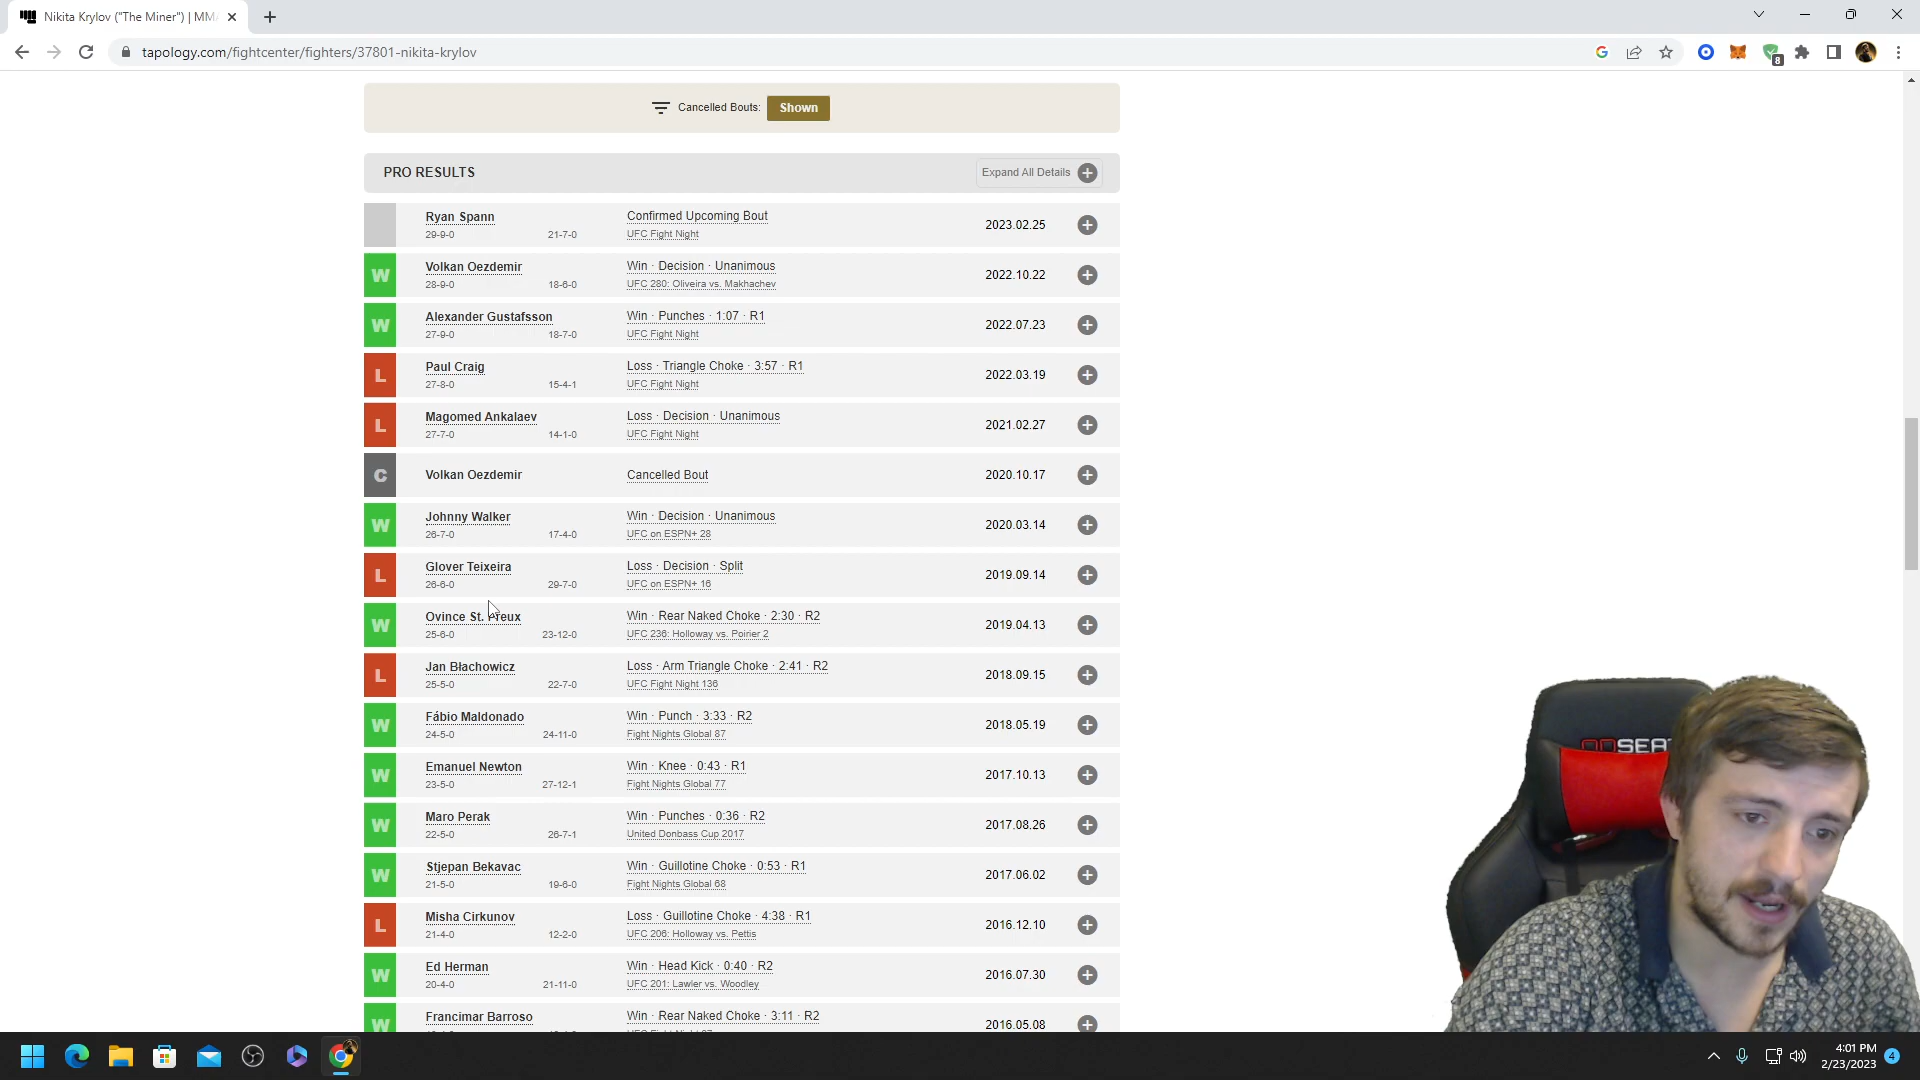 Nikita Krylov ("The Miner") | MM
tapology.com/fightcenter/fighters/37801-nikita-krylov
8
Cancelled Bouts: Shown
PRO RESULTS
Expand All Details
Ryan Spann Confirmed Upcoming Bout 2023.02.25
29-9-0 21-7-0 UFC Fight Night
W Volkan Oezdemir Win · Decision · Unanimous 2022.10.22
28-9-0 18-6-0 UFC 280: Oliveira vs. Makhachev
W Alexander Gustafsson Win · Punches · 1:07 · R1 2022.07.23
27-9-0 18-7-0 UFC Fight Night
L Paul Craig Loss · Triangle Choke · 3:57 · R1 2022.03.19
27-8-0 15-4-1 UFC Fight Night
L Magomed Ankalaev Loss · Decision · Unanimous 2021.02.27
27-7-0 14-1-0 UFC Fight Night
C Volkan Oezdemir Cancelled Bout 2020.10.17
W Johnny Walker Win · Decision · Unanimous 2020.03.14
26-7-0 17-4-0 UFC on ESPN+ 28
L Glover Teixeira Loss · Decision · Split 2019.09.14
26-6-0 29-7-0 UFC on ESPN+ 16
W Ovince St. Preux Win · Rear Naked Choke · 2:30 · R2 2019.04.13
25-6-0 23-12-0 UFC 236: Holloway vs. Poirier 2
L Jan Błachowicz Loss · Arm Triangle Choke · 2:41 · R2 2018.09.15
25-5-0 22-7-0 UFC Fight Night 136
W Fábio Maldonado Win · Punch · 3:33 · R2 2018.05.19
24-5-0 24-11-0 Fight Nights Global 87
W Emanuel Newton Win · Knee · 0:43 · R1 2017.10.13
23-5-0 27-12-1 Fight Nights Global 77
W Maro Perak Win · Punches · 0:36 · R2 2017.08.26
22-5-0 26-7-1 United Donbass Cup 2017
W Stjepan Bekavac Win · Guillotine Choke · 0:53 · R1 2017.06.02
21-5-0 19-6-0 Fight Nights Global 68
L Misha Cirkunov Loss · Guillotine Choke · 4:38 · R1 2016.12.10
21-4-0 12-2-0 UFC 206: Holloway vs. Pettis
W Ed Herman Win · Head Kick · 0:40 · R2 2016.07.30
20-4-0 21-11-0 UFC 201: Lawler vs. Woodley
W Francimar Barroso Win · Rear Naked Choke · 3:11 · R2 2016.05.08
4:01 PM
2/23/2023
4